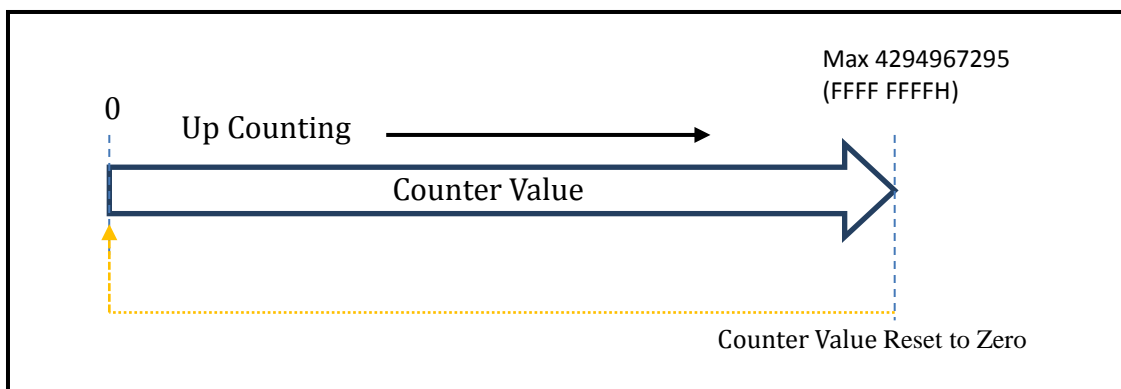 Max 4294967295
(FFFF FFFFH)
0
Up Counting
Counter Value
Counter Value Reset to Zero